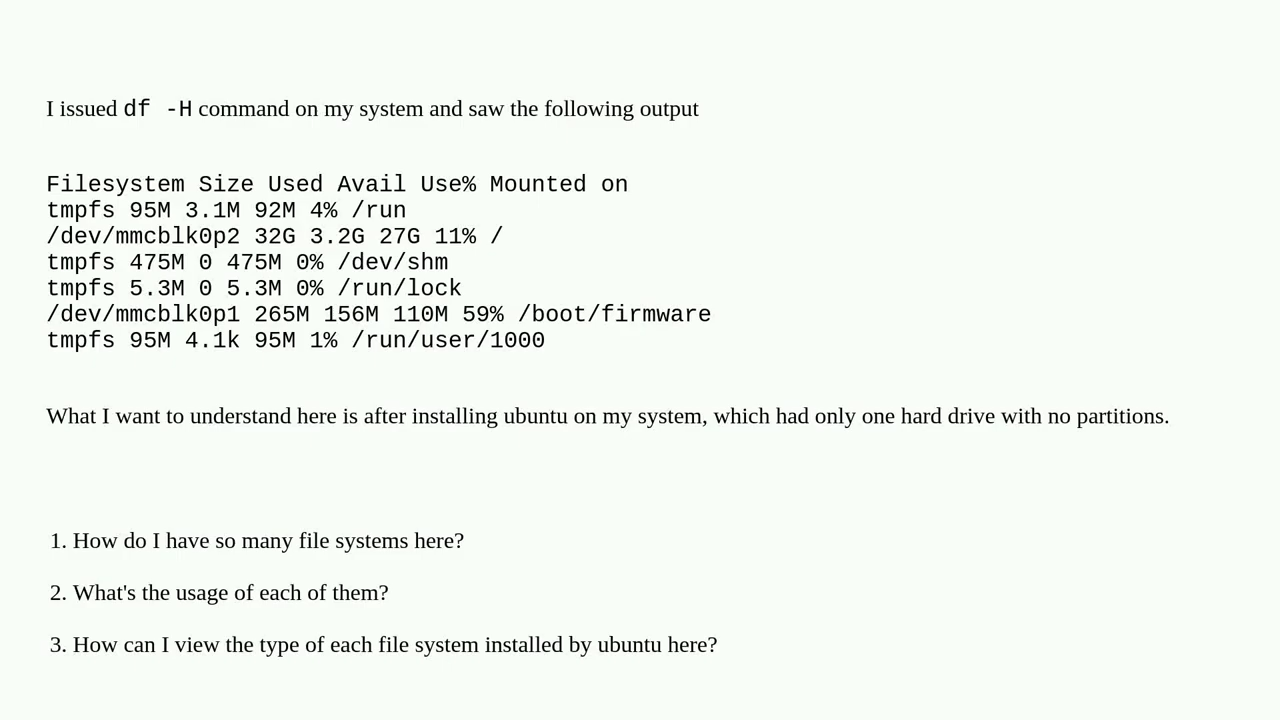 I issued df -H command on my system and saw the following output
Filesystem Size Used Avail Use% Mounted on
tmpfs 95M 3.1M 92M 4% /run
/dev/mmcblk0p2 32G 3.2G 27G 11% /
tmpfs 475M 0 475M 0% /dev/shm
tmpfs 5.3M 0 5.3M 0% /run/lock
/dev/mmcblk0p1 265M 156M 110M 59% /boot/firmware
tmpfs 95M 4.1k 95M 1% /run/user/1000
What I want to understand here is after installing ubuntu on my system, which had only one hard drive with no partitions.
1. How do I have so many file systems here?
2. What's the usage of each of them?
3. How can I view the type of each file system installed by ubuntu here?